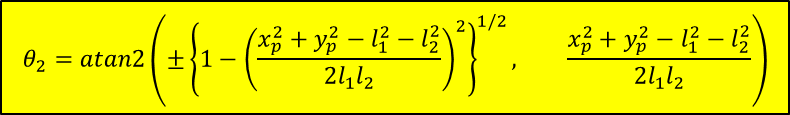 θ₂ = atan2 ( ± { 1 − ( (x_p² + y_p² − l₁² − l₂²) / (2l₁l₂) )² }^{1/2} , (x_p² + y_p² − l₁² − l₂²) / (2l₁l₂) )